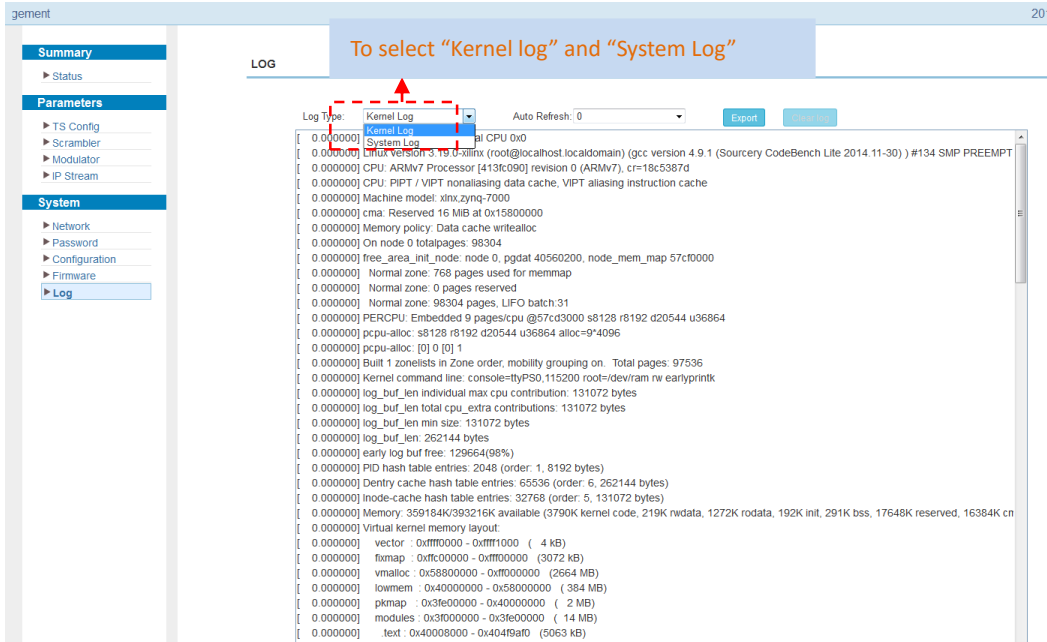 gement
201
Summary
▶ Status
Parameters
▶ TS Config
▶ Scrambler
▶ Modulator
▶ IP Stream
System
▶ Network
▶ Password
▶ Configuration
▶ Firmware
▶ Log
To select “Kernel log” and “System Log”
LOG
Log Type: Kernel Log Auto Refresh: 0 Export Clear log
Kernel Log
System Log
[ 0.000000] al CPU 0x0
[ 0.000000] Linux version 3.19.0-xilinx (root@localhost.localdomain) (gcc version 4.9.1 (Sourcery CodeBench Lite 2014.11-30) ) #134 SMP PREEMPT
[ 0.000000] CPU: ARMv7 Processor [413fc090] revision 0 (ARMv7), cr=18c5387d
[ 0.000000] CPU: PIPT / VIPT nonaliasing data cache, VIPT aliasing instruction cache
[ 0.000000] Machine model: xlnx,zynq-7000
[ 0.000000] cma: Reserved 16 MiB at 0x15800000
[ 0.000000] Memory policy: Data cache writealloc
[ 0.000000] On node 0 totalpages: 98304
[ 0.000000] free_area_init_node: node 0, pgdat 40560200, node_mem_map 57cf0000
[ 0.000000] Normal zone: 768 pages used for memmap
[ 0.000000] Normal zone: 0 pages reserved
[ 0.000000] Normal zone: 98304 pages, LIFO batch:31
[ 0.000000] PERCPU: Embedded 9 pages/cpu @57cd3000 s8128 r8192 d20544 u36864
[ 0.000000] pcpu-alloc: s8128 r8192 d20544 u36864 alloc=9*4096
[ 0.000000] pcpu-alloc: [0] 0 [0] 1
[ 0.000000] Built 1 zonelists in Zone order, mobility grouping on. Total pages: 97536
[ 0.000000] Kernel command line: console=ttyPS0,115200 root=/dev/ram rw earlyprintk
[ 0.000000] log_buf_len individual max cpu contribution: 131072 bytes
[ 0.000000] log_buf_len total cpu_extra contributions: 131072 bytes
[ 0.000000] log_buf_len min size: 131072 bytes
[ 0.000000] log_buf_len: 262144 bytes
[ 0.000000] early log buf free: 129664(98%)
[ 0.000000] PID hash table entries: 2048 (order: 1, 8192 bytes)
[ 0.000000] Dentry cache hash table entries: 65536 (order: 6, 262144 bytes)
[ 0.000000] Inode-cache hash table entries: 32768 (order: 5, 131072 bytes)
[ 0.000000] Memory: 359184K/393216K available (3790K kernel code, 219K rwdata, 1272K rodata, 192K init, 291K bss, 17648K reserved, 16384K cm
[ 0.000000] Virtual kernel memory layout:
[ 0.000000] vector : 0xffff0000 - 0xffff1000 ( 4 kB)
[ 0.000000] fixmap : 0xffc00000 - 0xfff00000 (3072 kB)
[ 0.000000] vmalloc : 0x58800000 - 0xff000000 (2664 MB)
[ 0.000000] lowmem : 0x40000000 - 0x58000000 ( 384 MB)
[ 0.000000] pkmap : 0x3fe00000 - 0x40000000 ( 2 MB)
[ 0.000000] modules : 0x3f000000 - 0x3fe00000 ( 14 MB)
[ 0.000000] .text : 0x40008000 - 0x404f9af0 (5063 kB)